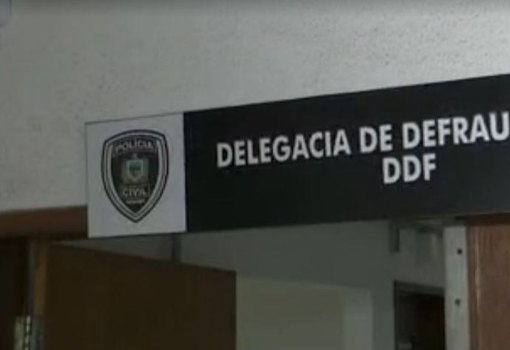 POLÍCIA
CIVIL
DELEGACIA DE DEFRAU
DDF